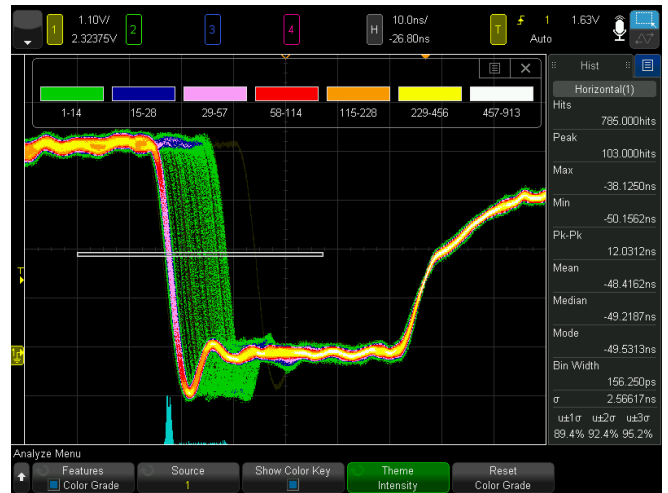 1 1.10V/ 2 3 4 H 10.0ns/ T 1 1.63V
2.32375V -26.80ns Auto
Hist
1-14 15-28 29-57 58-114 115-228 229-456 457-913
Horizontal(1)
Hits
785.000hits
Peak
103.000hits
Max
-38.1250ns
Min
-50.1562ns
Pk-Pk
12.0312ns
Mean
-48.4162ns
Median
-49.2187ns
Mode
-49.5313ns
Bin Width
156.250ps
σ 2.56617ns
u±1σ u±2σ u±3σ
89.4% 92.4% 95.2%
T
1
Analyze Menu
Features Source Show Color Key Theme Reset
Color Grade 1 Intensity Color Grade